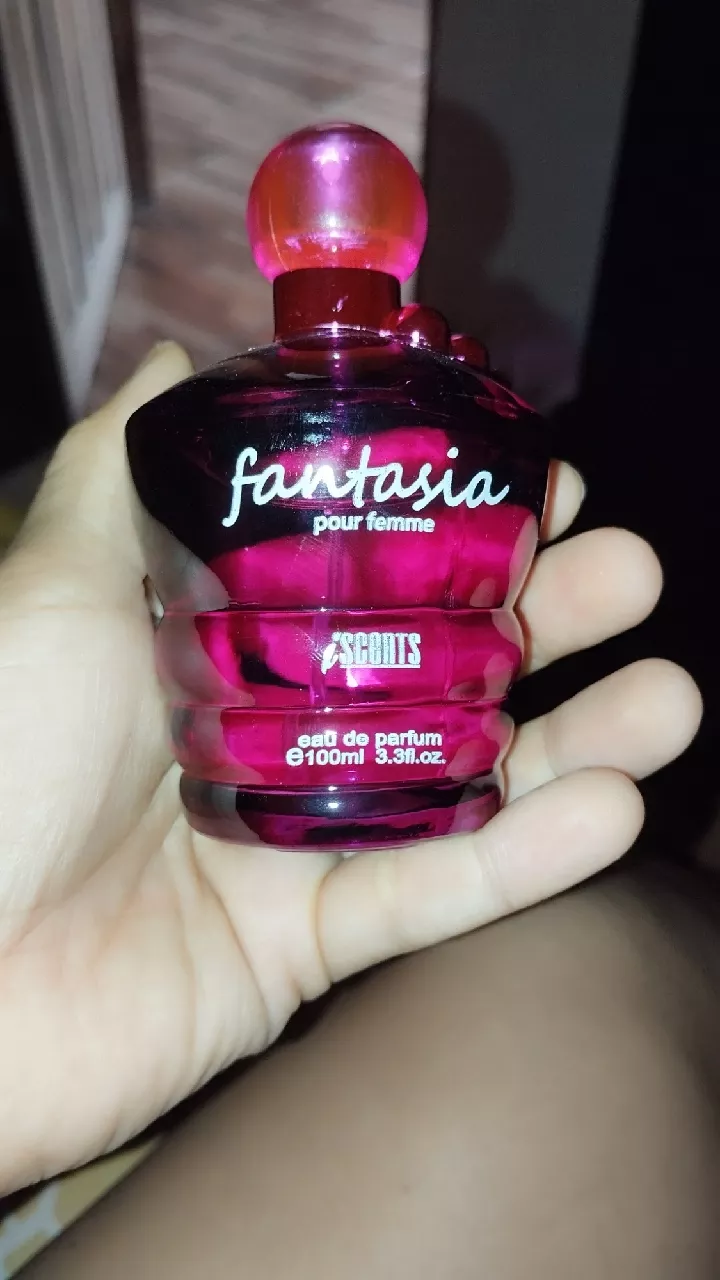 fantasia
pour femme
iscents
eau de parfum
℮100ml 3.3fl.oz.